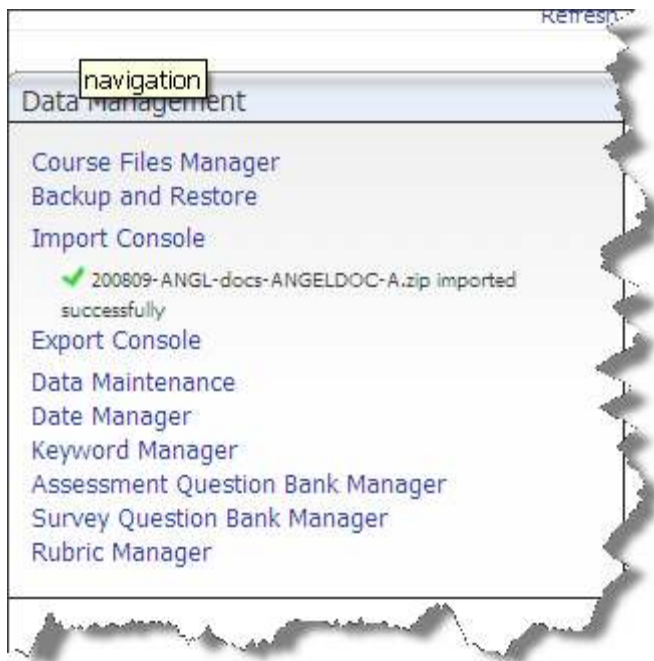 Refresh
navigation
Data Management
Course Files Manager
Backup and Restore
Import Console
200809-ANGL-docs-ANGELDOC-A.zip imported
successfully
Export Console
Data Maintenance
Date Manager
Keyword Manager
Assessment Question Bank Manager
Survey Question Bank Manager
Rubric Manager